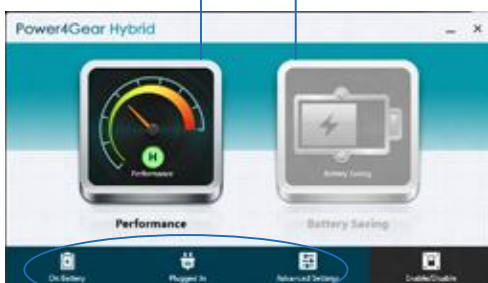 Power4Gear Hybrid
Performance
Battery Saving
Performance
Battery Saving
On Battery
Plugged In
Advanced Settings
Enable/Disable